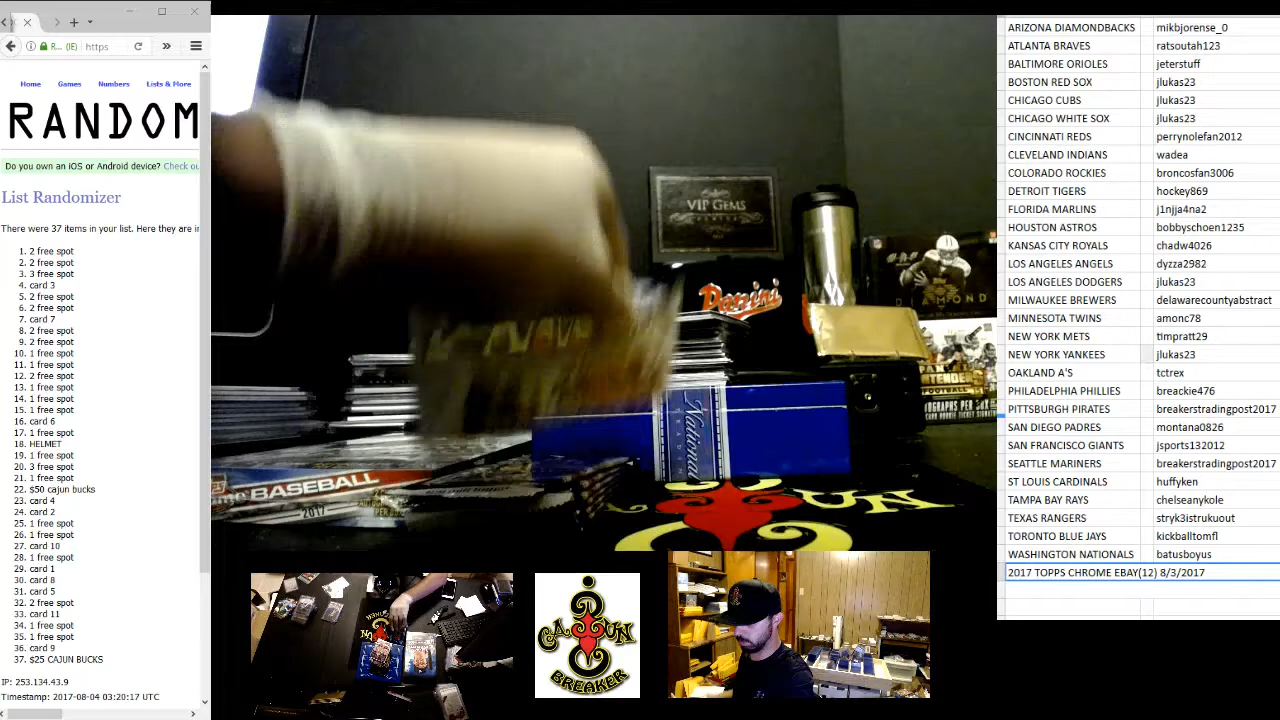 R... (IE)
https
Home Games Numbers Lists & More
RANDOM
Do you own an iOS or Android device? Check ou
List Randomizer
There were 37 items in your list. Here they are i
1. 2 free spot
2. 2 free spot
3. 3 free spot
4. card 3
5. 2 free spot
6. 2 free spot
7. card 7
8. 2 free spot
9. 2 free spot
10. 1 free spot
11. 1 free spot
12. 2 free spot
13. 1 free spot
14. 1 free spot
15. 1 free spot
16. card 6
17. 1 free spot
18. HELMET
19. 1 free spot
20. 3 free spot
21. 1 free spot
22. $50 cajun bucks
23. card 4
24. card 2
25. 1 free spot
26. 1 free spot
27. card 10
28. 1 free spot
29. card 1
30. card 8
31. card 5
32. 2 free spot
33. card 11
34. 1 free spot
35. 1 free spot
36. card 9
37. $25 CAJUN BUCKS
IP: 253.134.43.9
Timestamp: 2017-08-04 03:20:17 UTC
VIP GEMS
Panini
DIAMOND
FOOTBALL
AUTOGRAPHS PER BOX
National
BASEBALL
2017
CAJUN
CAJUN
BREAKER
ARIZONA DIAMONDBACKS mikbjorense_0
ATLANTA BRAVES ratsoutah123
BALTIMORE ORIOLES jeterstuff
BOSTON RED SOX jlukas23
CHICAGO CUBS jlukas23
CHICAGO WHITE SOX jlukas23
CINCINNATI REDS perrynolefan2012
CLEVELAND INDIANS wadea
COLORADO ROCKIES broncosfan3006
DETROIT TIGERS hockey869
FLORIDA MARLINS j1njja4na2
HOUSTON ASTROS bobbyschoen1235
KANSAS CITY ROYALS chadw4026
LOS ANGELES ANGELS dyzza2982
LOS ANGELES DODGERS jlukas23
MILWAUKEE BREWERS delawarecountyabstract
MINNESOTA TWINS amonc78
NEW YORK METS timpratt29
NEW YORK YANKEES jlukas23
OAKLAND A'S tctrex
PHILADELPHIA PHILLIES breackie476
PITTSBURGH PIRATES breakerstradingpost2017
SAN DIEGO PADRES montana0826
SAN FRANCISCO GIANTS jsports132012
SEATTLE MARINERS breakerstradingpost2017
ST LOUIS CARDINALS huffyken
TAMPA BAY RAYS chelseanykole
TEXAS RANGERS stryk3istrukuout
TORONTO BLUE JAYS kickballtomfl
WASHINGTON NATIONALS batusboyus
2017 TOPPS CHROME EBAY(12) 8/3/2017